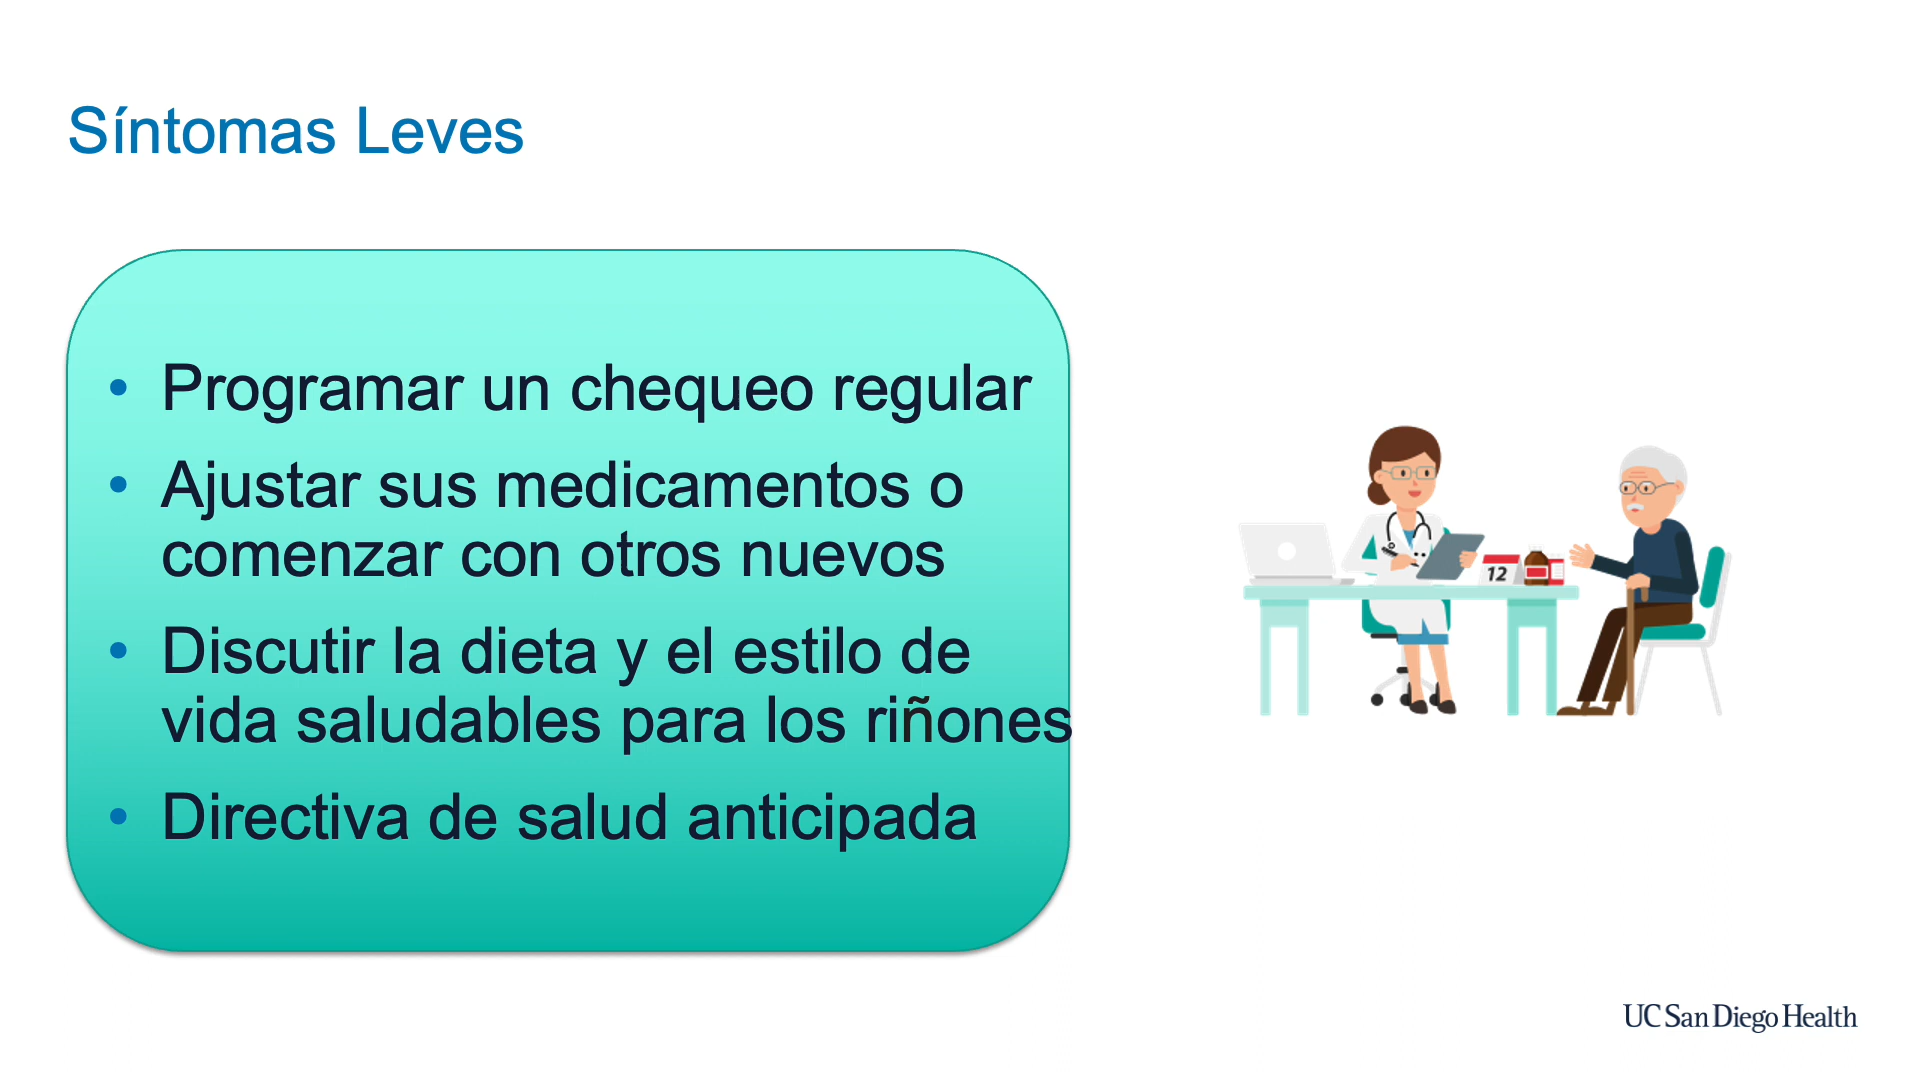 Síntomas Leves
• Programar un chequeo regular
• Ajustar sus medicamentos o
comenzar con otros nuevos
• Discutir la dieta y el estilo de
vida saludables para los riñones
• Directiva de salud anticipada
12
UC San Diego Health